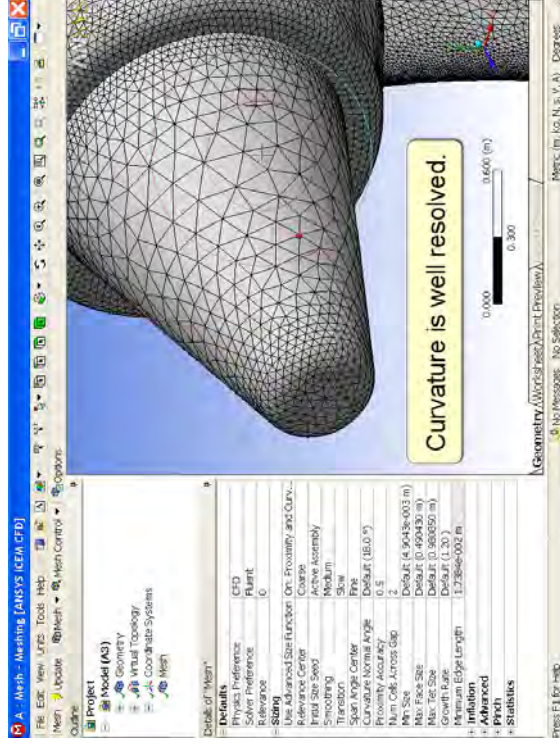 A : Mesh - Meshing [ANSYS ICEM CFD]
File Edit View Units Tools Help
Mesh Update Mesh Mesh Control Options
Outline
Project
Model (A3)
Geometry
Virtual Topology
Coordinate Systems
Mesh
Details of "Mesh"
Defaults
Physics Preference CFD
Solver Preference Fluent
Relevance 0
Sizing
Use Advanced Size Function On: Proximity and Curv...
Relevance Center Coarse
Initial Size Seed Active Assembly
Smoothing Medium
Transition Slow
Span Angle Center Fine
Curvature Normal Angle Default (18.0 °)
Proximity Accuracy 0.5
Num Cells Across Gap 2
Min Size Default (4.9043e-003 m)
Max Face Size Default (0.490430 m)
Max Tet Size Default (0.980850 m)
Growth Rate Default (1.20 )
Minimum Edge Length 1.7384e-002 m
Inflation
Advanced
Pinch
Statistics
Curvature is well resolved.
0.000 0.600 (m)
0.300
Geometry Worksheet Print Preview
Press F1 for Help No Messages No Selection Degrees